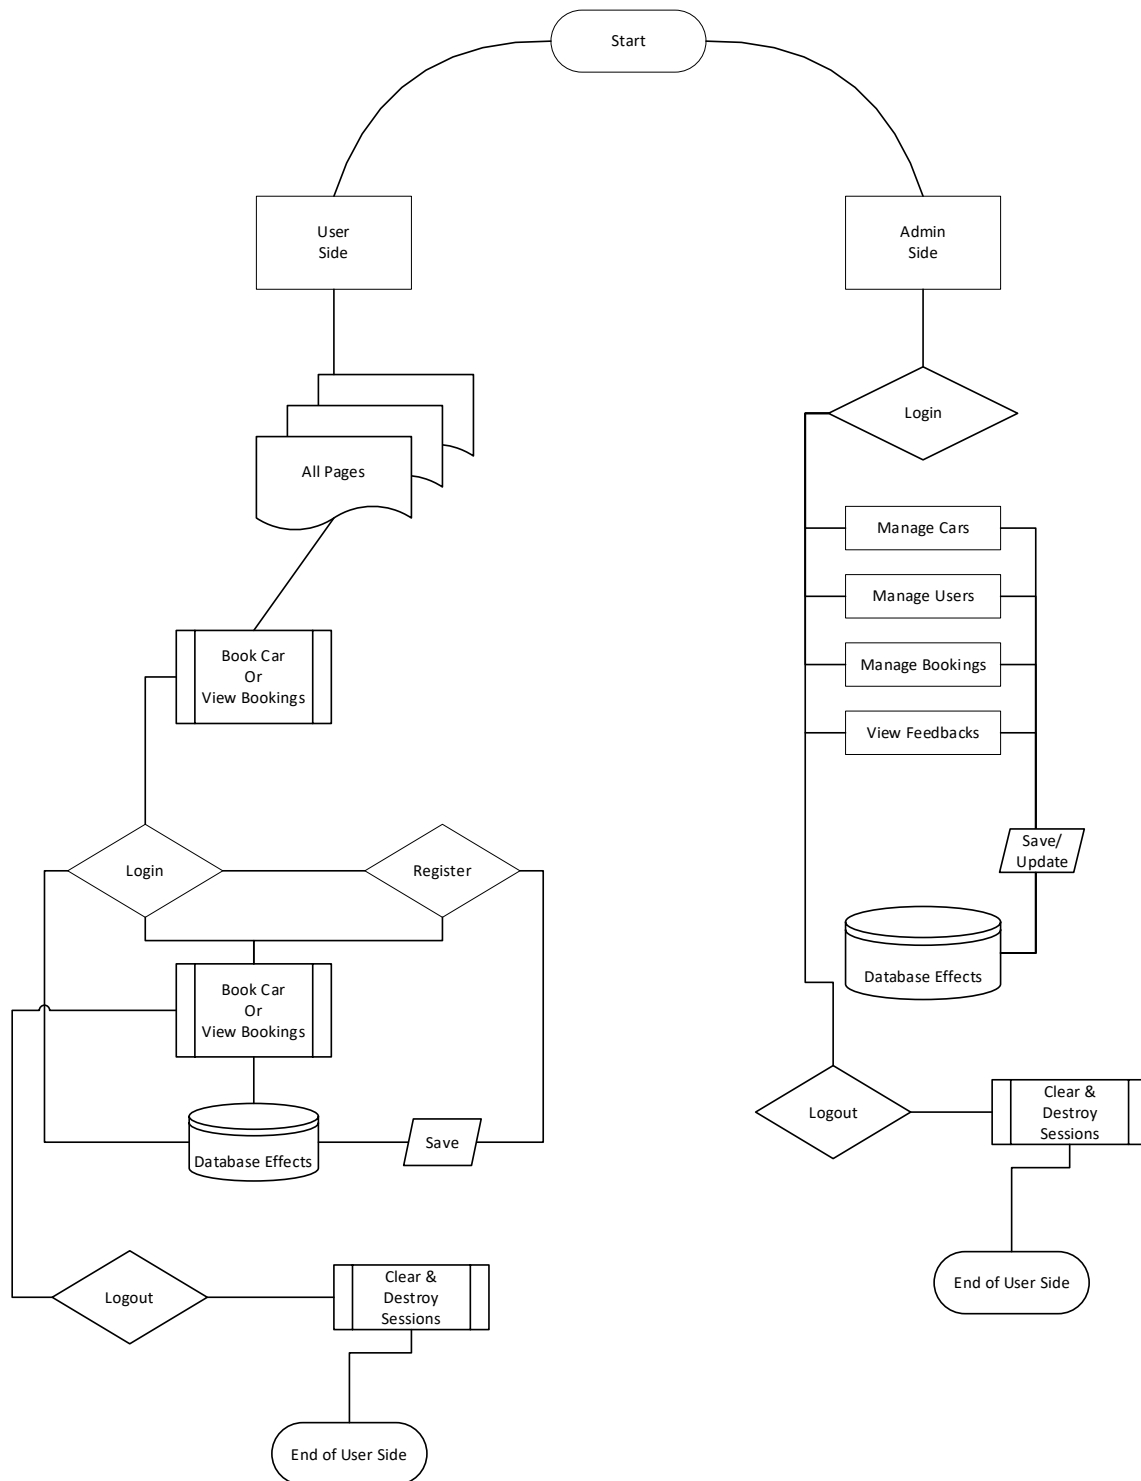 Start
User
Side
All Pages
Book Car
Or
View Bookings
Login
Register
Book Car
Or
View Bookings
Database Effects
Save
Logout
Clear &
Destroy
Sessions
End of User Side
Admin
Side
Login
Manage Cars
Manage Users
Manage Bookings
View Feedbacks
Save/
Update
Database Effects
Logout
Clear &
Destroy
Sessions
End of User Side